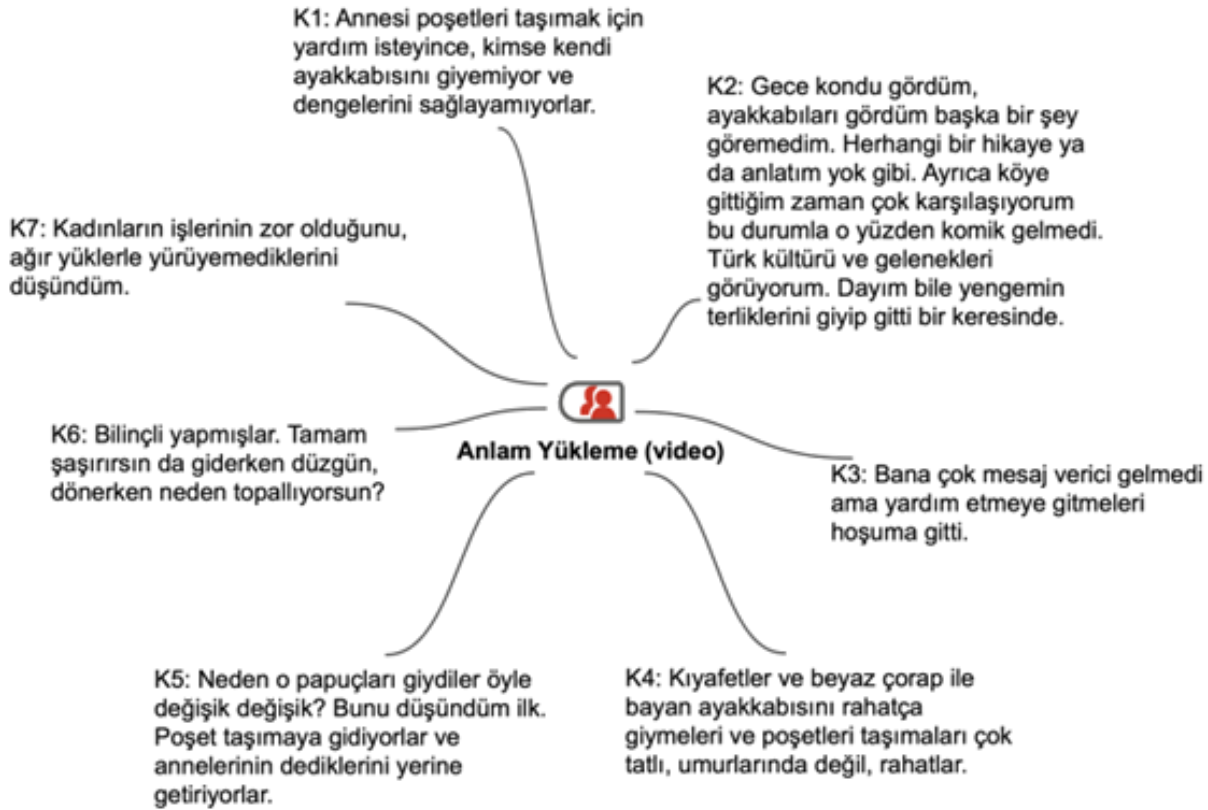 K1: Annesi poşetleri taşımak için
yardım isteyince, kimse kendi
ayakkabısını giyemiyor ve
dengelerini sağlayamıyorlar.
K2: Gece kondu gördüm,
ayakkabıları gördüm başka bir şey
göremedim. Herhangi bir hikaye ya
da anlatım yok gibi. Ayrıca köye
gittiğim zaman çok karşılaşıyorum
bu durumla o yüzden komik gelmedi.
Türk kültürü ve gelenekleri
görüyorum. Dayım bile yengemin
terliklerini giyip gitti bir keresinde.
K7: Kadınların işlerinin zor olduğunu,
ağır yüklerle yürüyemediklerini
düşündüm.
K6: Bilinçli yapmışlar. Tamam
şaşırırsın da giderken düzgün,
dönerken neden topallıyorsun?
Anlam Yükleme (video)
K3: Bana çok mesaj verici gelmedi
ama yardım etmeye gitmeleri
hoşuma gitti.
K5: Neden o papuçları giydiler öyle
değişik değişik? Bunu düşündüm ilk.
Poşet taşımaya gidiyorlar ve
annelerinin dediklerini yerine
getiriyorlar.
K4: Kıyafetler ve beyaz çorap ile
bayan ayakkabısını rahatça
giymeleri ve poşetleri taşımaları çok
tatlı, umurlarında değil, rahatlar.